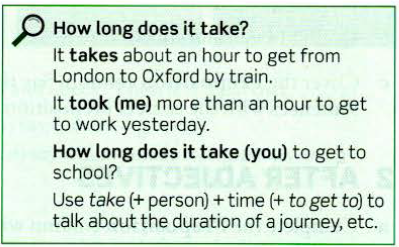 How long does it take?
It takes about an hour to get from
London to Oxford by train.
It took (me) more than an hour to get
to work yesterday.
How long does it take (you) to get to
school?
Use take (+ person) + time (+ to get to) to
talk about the duration of a journey, etc.